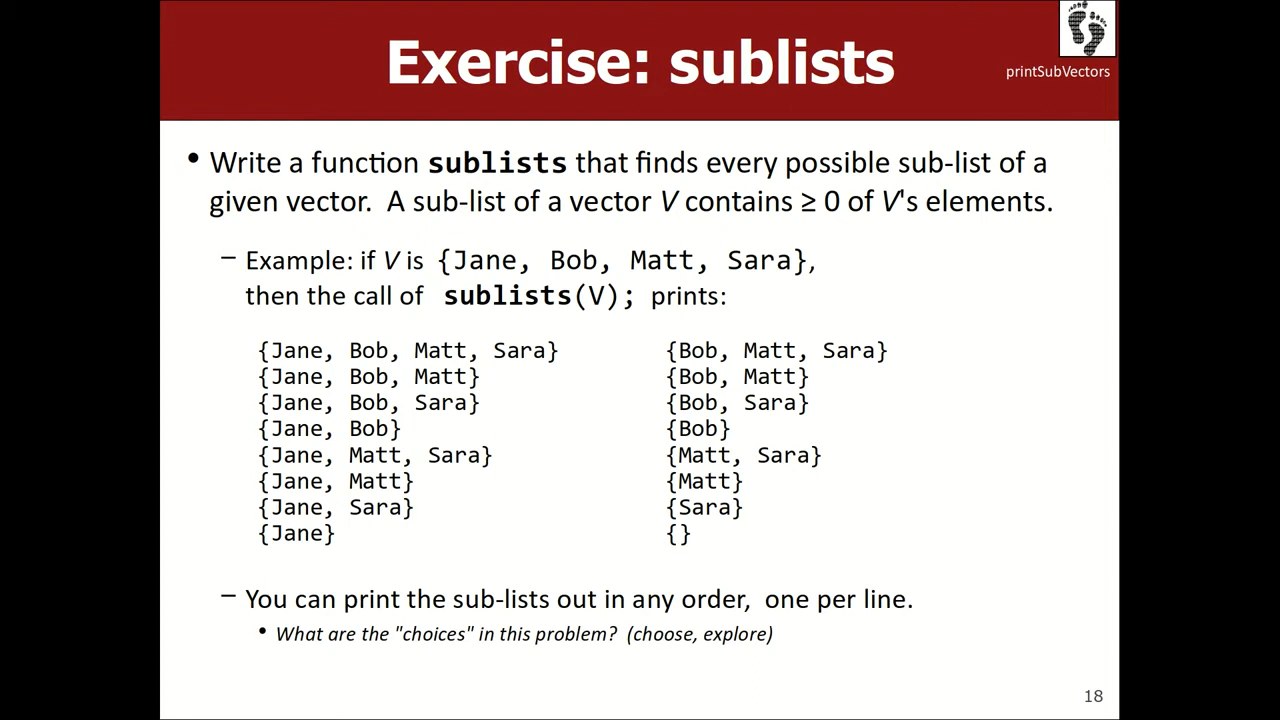 Exercise: sublists
printSubVectors
• Write a function sublists that finds every possible sub-list of a
given vector. A sub-list of a vector V contains ≥ 0 of V's elements.
– Example: if V is {Jane, Bob, Matt, Sara},
then the call of sublists(V); prints:
{Jane, Bob, Matt, Sara}
{Jane, Bob, Matt}
{Jane, Bob, Sara}
{Jane, Bob}
{Jane, Matt, Sara}
{Jane, Matt}
{Jane, Sara}
{Jane}
{Bob, Matt, Sara}
{Bob, Matt}
{Bob, Sara}
{Bob}
{Matt, Sara}
{Matt}
{Sara}
{}
– You can print the sub-lists out in any order, one per line.
• What are the "choices" in this problem? (choose, explore)
18